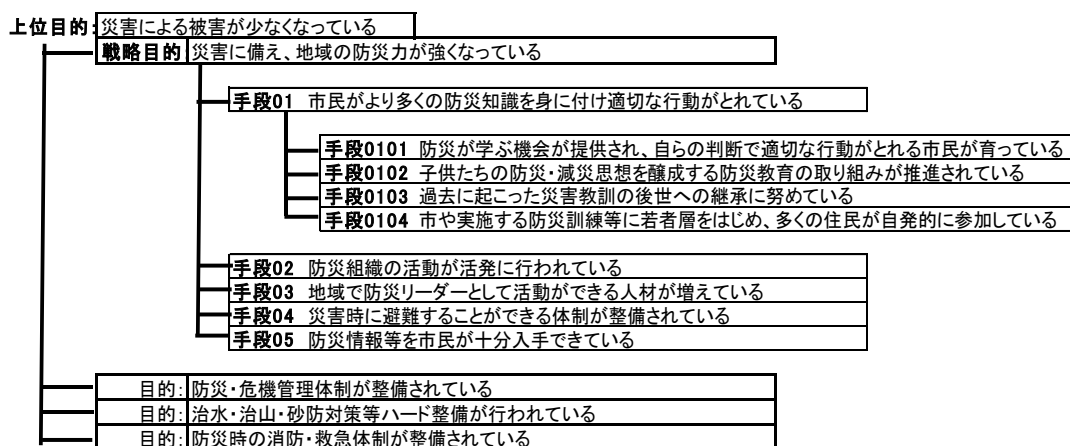 上位目的:災害による被害が少なくなっている
戦略目的 災害に備え、地域の防災力が強くなっている
手段01 市民がより多くの防災知識を身に付け適切な行動がとれている
手段0101 防災が学ぶ機会が提供され、自らの判断で適切な行動がとれる市民が育っている
手段0102 子供たちの防災・減災思想を醸成する防災教育の取り組みが推進されている
手段0103 過去に起こった災害教訓の後世への継承に努めている
手段0104 市や実施する防災訓練等に若者層をはじめ、多くの住民が自発的に参加している
手段02 防災組織の活動が活発に行われている
手段03 地域で防災リーダーとして活動ができる人材が増えている
手段04 災害時に避難することができる体制が整備されている
手段05 防災情報等を市民が十分入手できている
目的:防災・危機管理体制が整備されている
目的:治水・治山・砂防対策等ハード整備が行われている
目的:防災時の消防・救急体制が整備されている